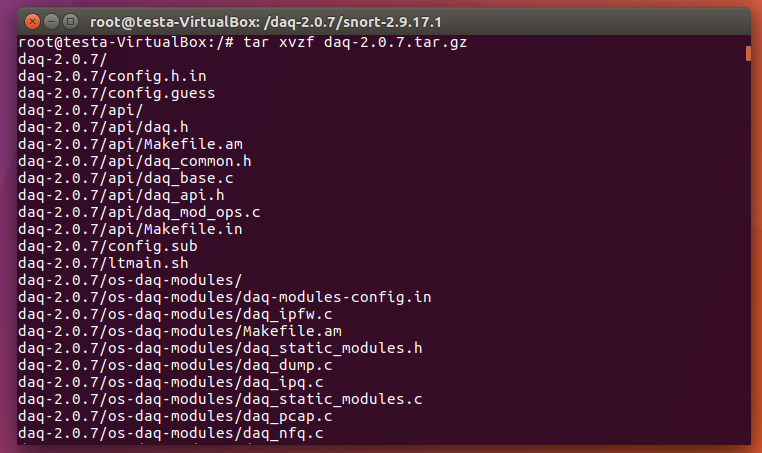 root@testa-VirtualBox: /daq-2.0.7/snort-2.9.17.1
root@testa-VirtualBox:/# tar xvzf daq-2.0.7.tar.gz
daq-2.0.7/
daq-2.0.7/config.h.in
daq-2.0.7/config.guess
daq-2.0.7/api/
daq-2.0.7/api/daq.h
daq-2.0.7/api/Makefile.am
daq-2.0.7/api/daq_common.h
daq-2.0.7/api/daq_base.c
daq-2.0.7/api/daq_api.h
daq-2.0.7/api/daq_mod_ops.c
daq-2.0.7/api/Makefile.in
daq-2.0.7/config.sub
daq-2.0.7/ltmain.sh
daq-2.0.7/os-daq-modules/
daq-2.0.7/os-daq-modules/daq-modules-config.in
daq-2.0.7/os-daq-modules/daq_ipfw.c
daq-2.0.7/os-daq-modules/Makefile.am
daq-2.0.7/os-daq-modules/daq_static_modules.h
daq-2.0.7/os-daq-modules/daq_dump.c
daq-2.0.7/os-daq-modules/daq_ipq.c
daq-2.0.7/os-daq-modules/daq_static_modules.c
daq-2.0.7/os-daq-modules/daq_pcap.c
daq-2.0.7/os-daq-modules/daq_nfq.c